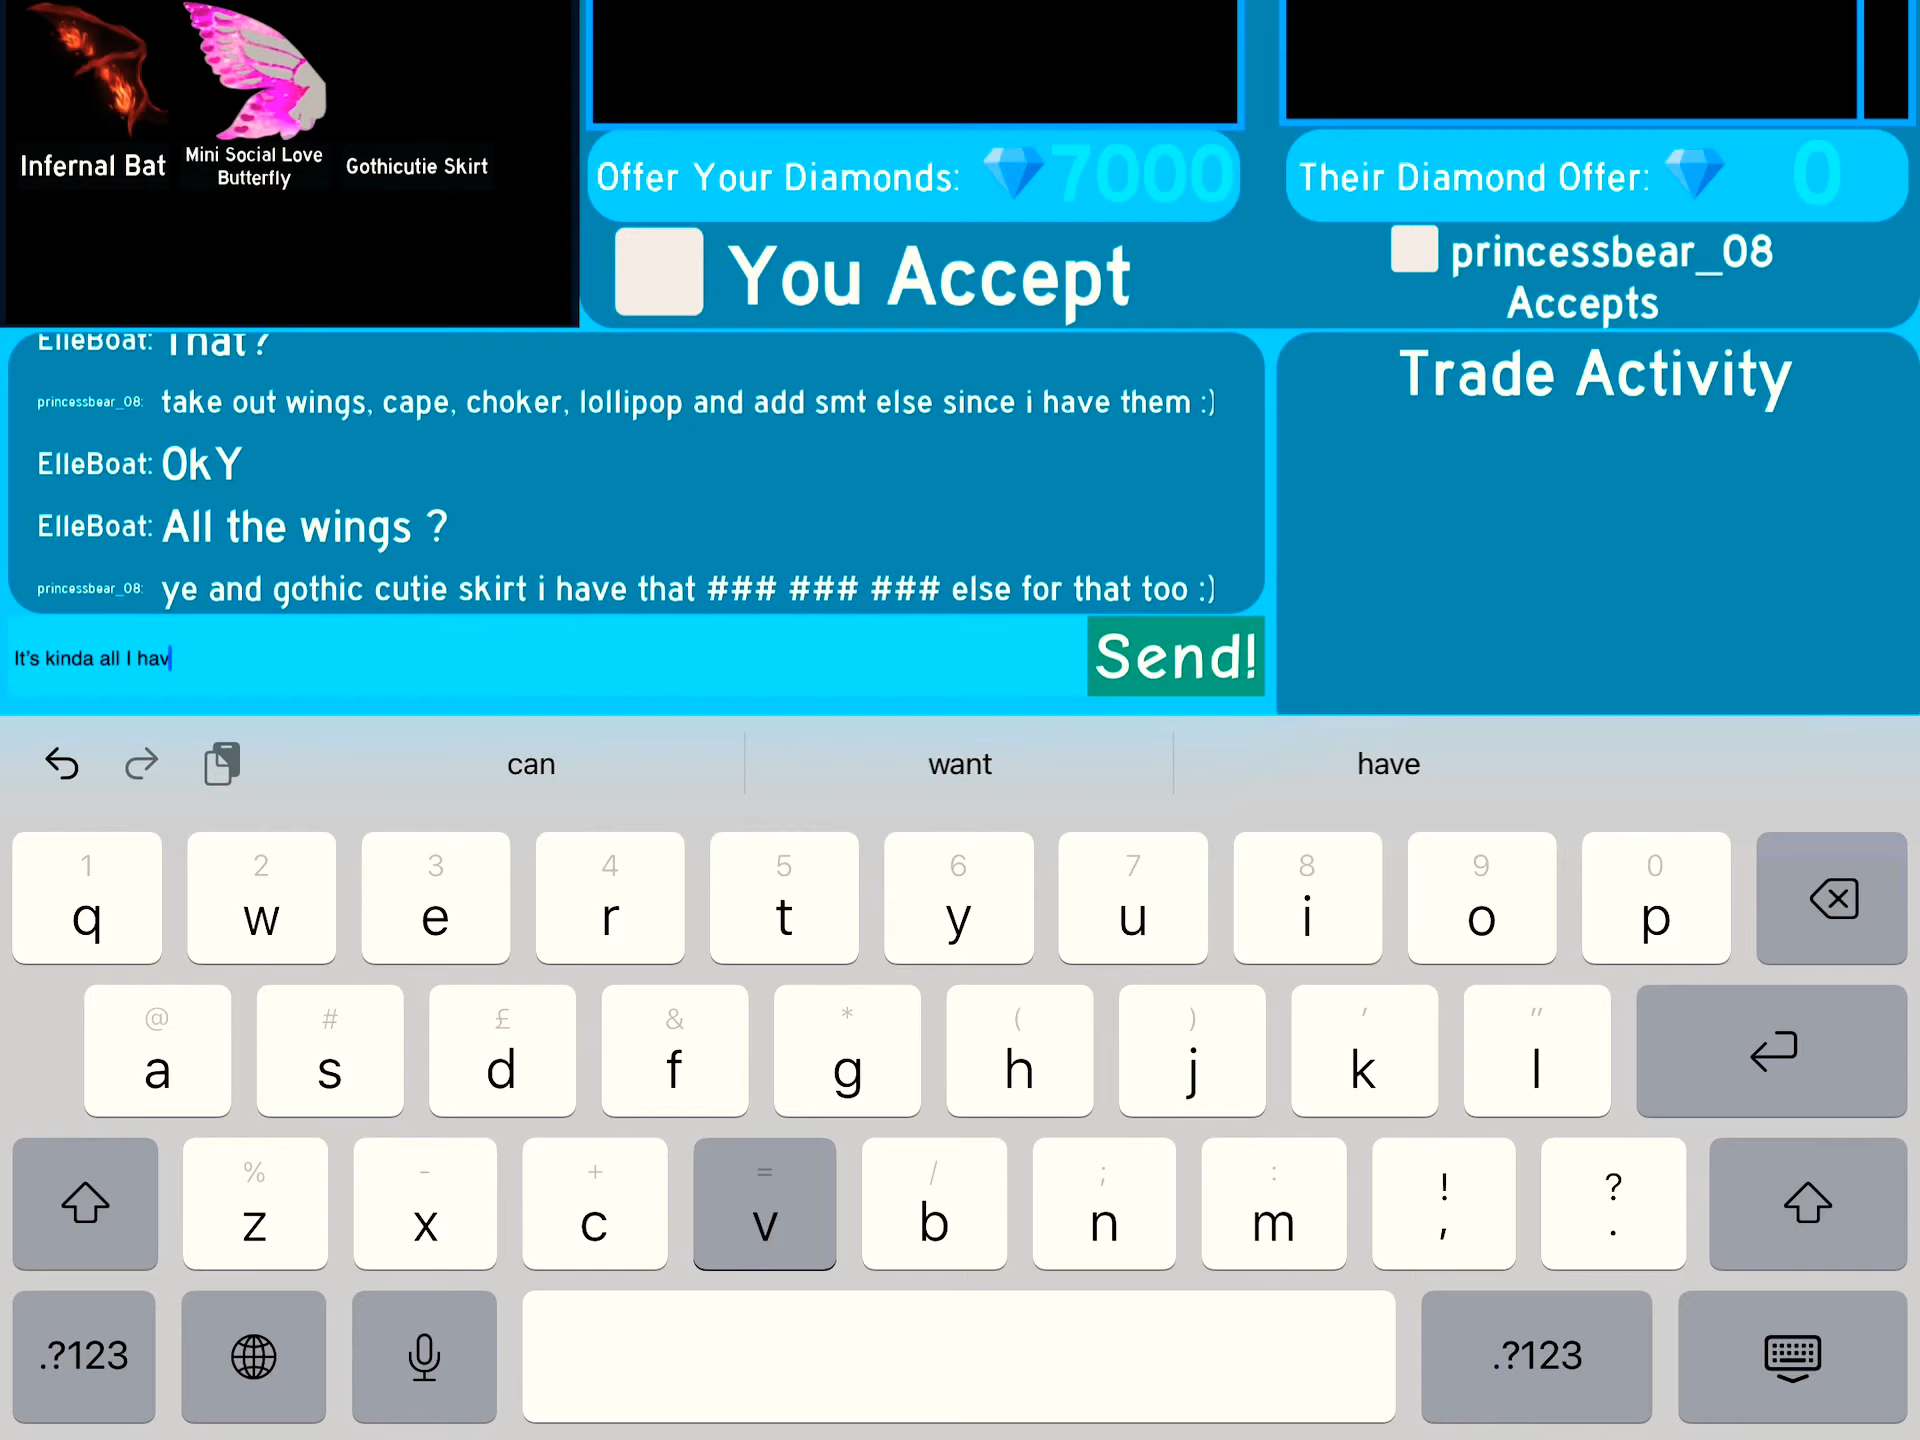 Infernal Bat
Mini Social Love
Butterfly
Gothicutie Skirt
Offer Your Diamonds: 7000
Their Diamond Offer: 0
You Accept
princessbear_08
Accepts
ElleBoat: That?
princessbear_08: take out wings, cape, choker, lollipop and add smt else since i have them :)
ElleBoat: OkY
ElleBoat: All the wings ?
princessbear_08: ye and gothic cutie skirt i have that ### ### ### else for that too :)
Trade Activity
It's kinda all I hav
Send!
can want have
1 2 3 4 5 6 7 8 9 0
q w e r t y u i o p
@ # £ & * ( ) ' "
a s d f g h j k l
% - + = / ; : ! ?
z x c v b n m , .
.?123 .?123